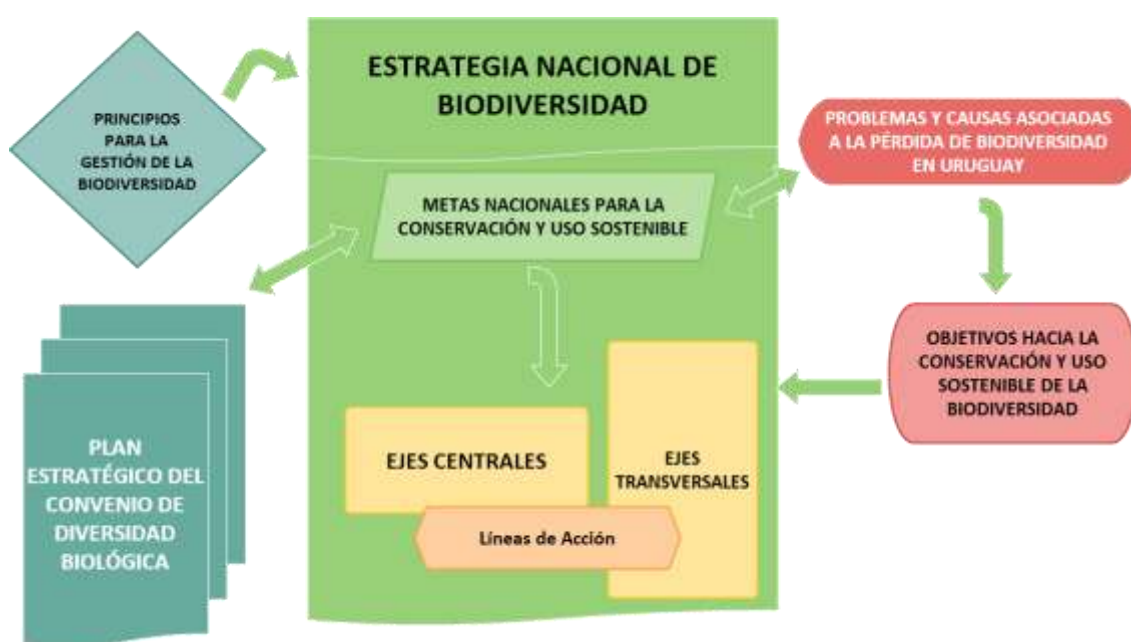 ESTRATEGIA NACIONAL DE
BIODIVERSIDAD
PRINCIPIOS
PARA LA
GESTIÓN DE LA
BIODIVERSIDAD
PROBLEMAS Y CAUSAS ASOCIADAS
A LA PÉRDIDA DE BIODIVERSIDAD
EN URUGUAY
METAS NACIONALES PARA LA
CONSERVACIÓN Y USO SOSTENIBLE
OBJETIVOS HACIA LA
CONSERVACIÓN Y USO
SOSTENIBLE DE LA
BIODIVERSIDAD
PLAN
ESTRATÉGICO DEL
CONVENIO DE
DIVERSIDAD
BIOLÓGICA
EJES CENTRALES
EJES
TRANSVERSALES
Líneas de Acción